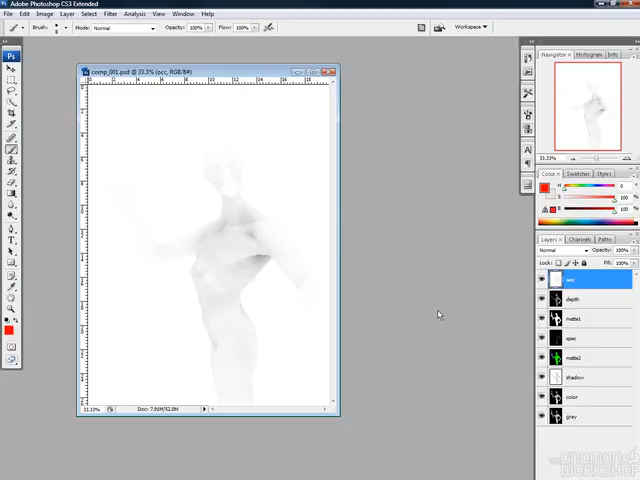 Adobe Photoshop CS3 Extended
File Edit Image Layer Select Filter Analysis View Window Help
Brush: Mode: Normal Opacity: 100% Flow: 100% Workspace
comp_001.psd @ 33.3% (occ, RGB/8#)
33.33% Doc: 7.91M/52.0M
Navigator Histogram Info
33.33%
Color Swatches Styles
H 0
S 100
B 100
Layers Channels Paths
Normal Opacity: 100%
Lock: Fill: 100%
occ
depth
matte1
spec
matte2
shadow
color
gray
THE GNOMON WORKSHOP